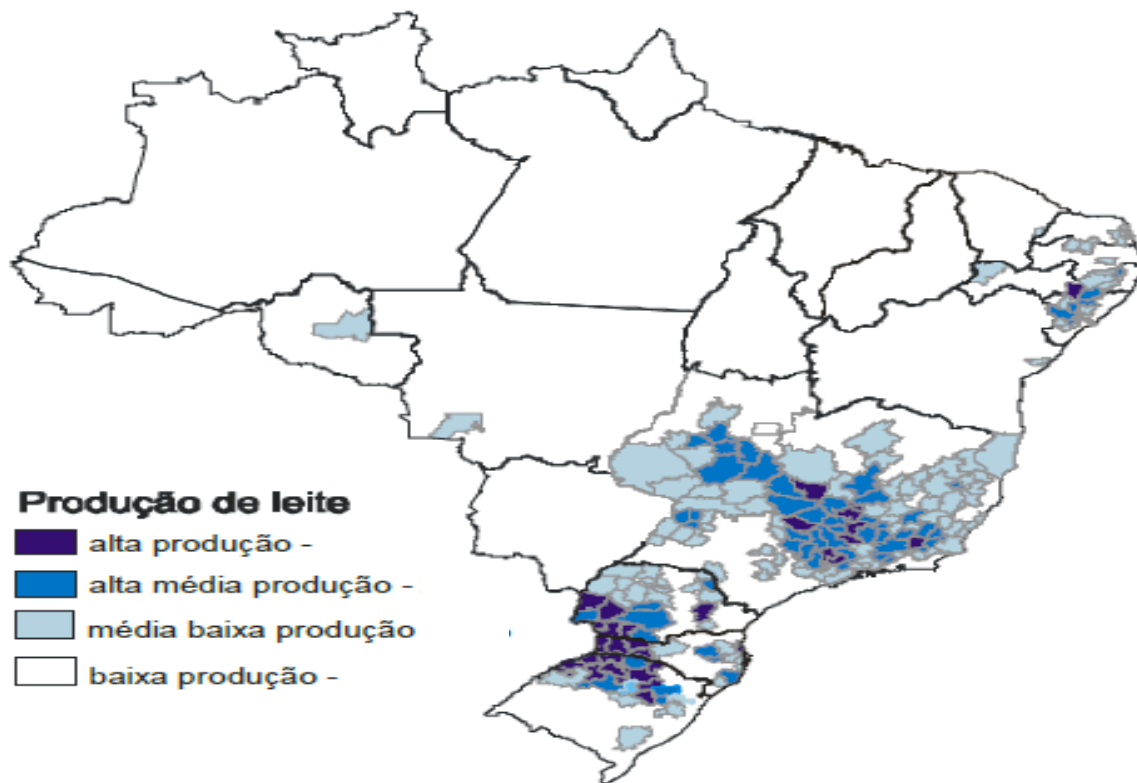 Produção de leite
alta produção -
alta média produção -
média baixa produção
baixa produção -